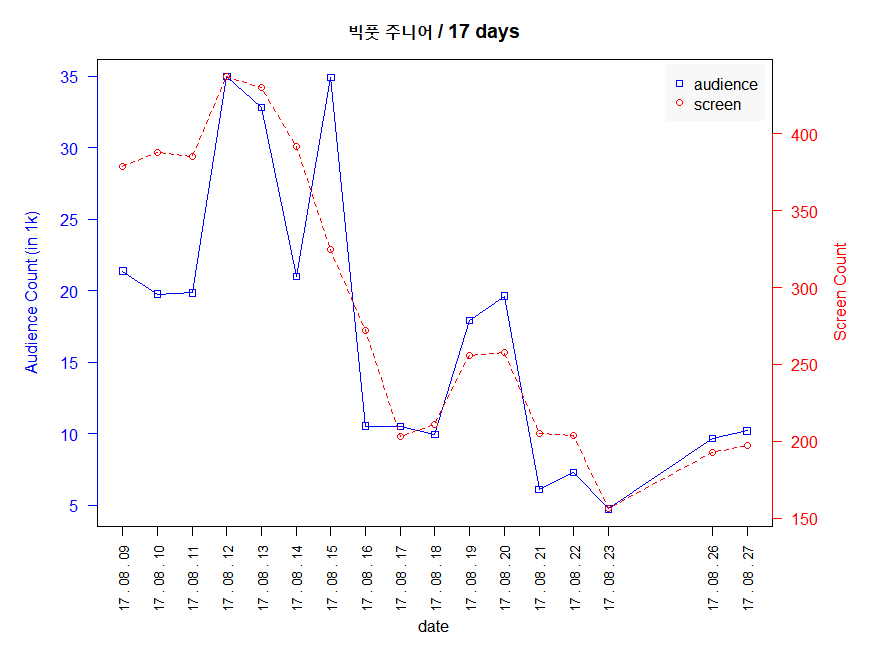 빅풋 주니어 / 17 days
audience
screen
Audience Count (in 1k)
35
30
25
20
15
10
5
Screen Count
400
350
300
250
200
150
17 . 08 . 09
17 . 08 . 10
17 . 08 . 11
17 . 08 . 12
17 . 08 . 13
17 . 08 . 14
17 . 08 . 15
17 . 08 . 16
17 . 08 . 17
17 . 08 . 18
17 . 08 . 19
17 . 08 . 20
17 . 08 . 21
17 . 08 . 22
17 . 08 . 23
17 . 08 . 26
17 . 08 . 27
date